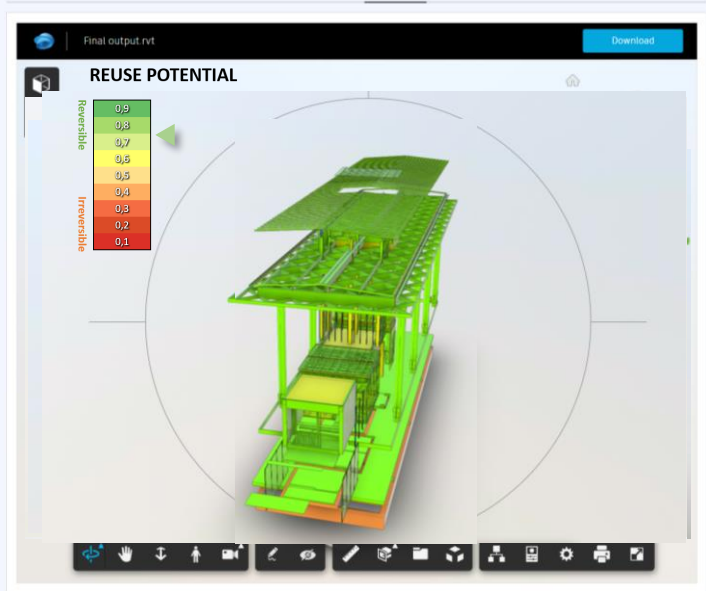 Final output.rvt
Download
REUSE POTENTIAL
Reversible
Irreversible
0,9
0,8
0,7
0,6
0,5
0,4
0,3
0,2
0,1